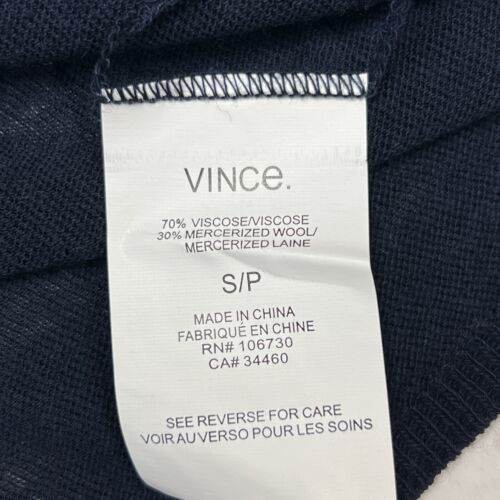 VINCe.
70% VISCOSE/VISCOSE
30% MERCERIZED WOOL/
MERCERIZED LAINE
S/P
MADE IN CHINA
FABRIQUÉ EN CHINE
RN# 106730
CA# 34460
SEE REVERSE FOR CARE
VOIR AU VERSO POUR LES SOINS